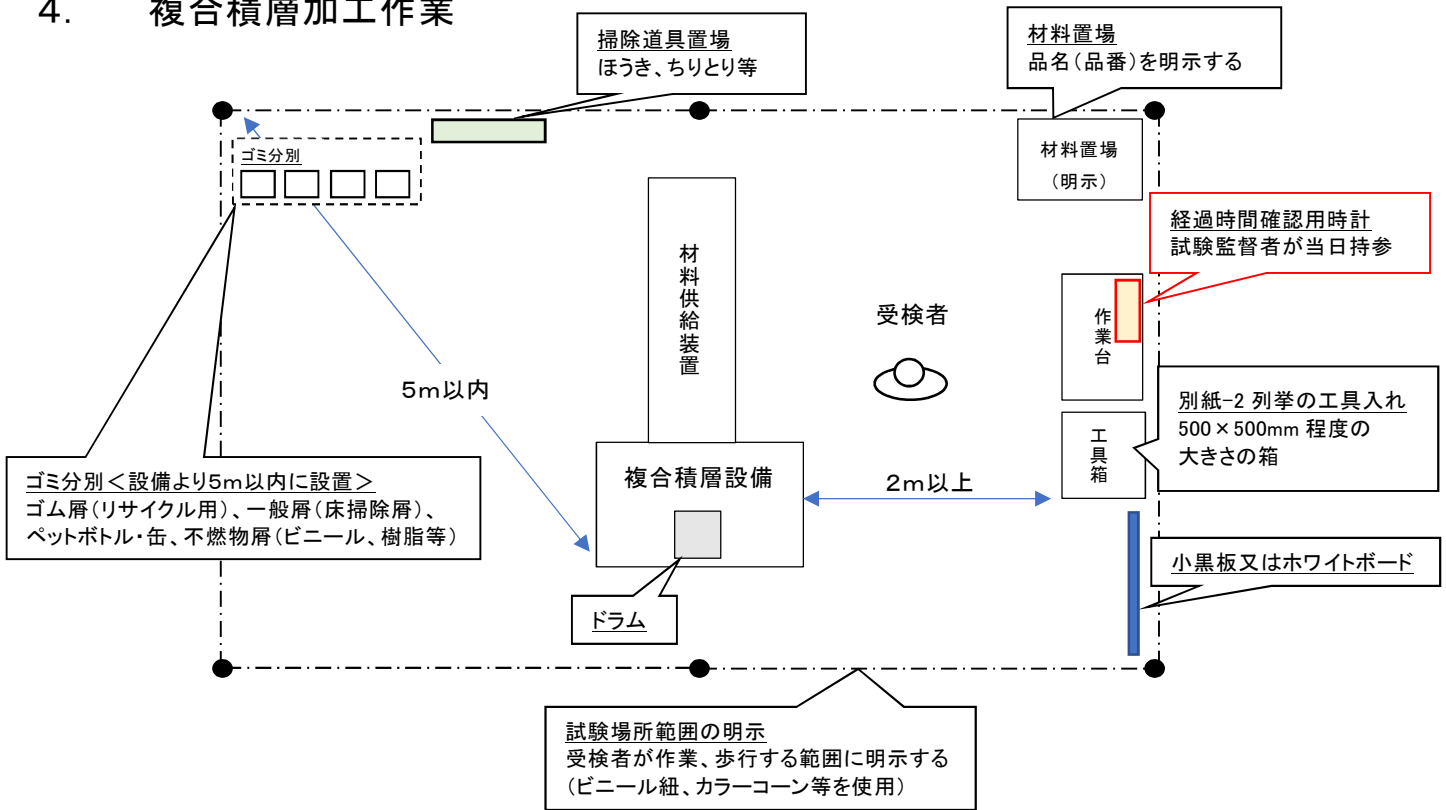 4.　複合積層加工作業
掃除道具置場
ほうき、ちりとり等
材料置場
品名(品番)を明示する
ゴミ分別
材料置場
(明示)
経過時間確認用時計
試験監督者が当日持参
材料供給装置
受検者
作業台
5m以内
別紙-2 列挙の工具入れ
500×500mm 程度の
大きさの箱
工具箱
ゴミ分別<設備より5m以内に設置>
ゴム屑(リサイクル用)、一般屑(床掃除屑)、
ペットボトル・缶、不燃物屑(ビニール、樹脂等)
複合積層設備
2m以上
小黒板又はホワイトボード
ドラム
試験場所範囲の明示
受検者が作業、歩行する範囲に明示する
(ビニール紐、カラーコーン等を使用)